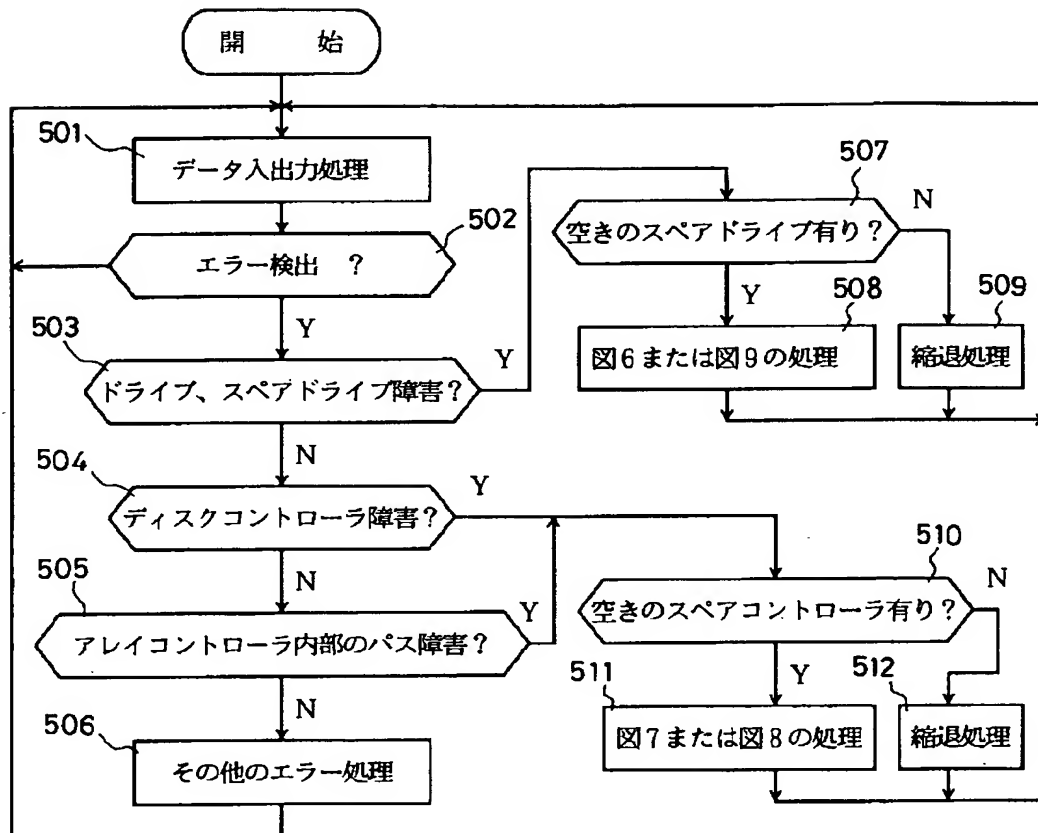 開 始
501
データ入出力処理
502
エラー検出 ?
Y
503
ドライブ、スペアドライブ障害?
Y
N
504
ディスクコントローラ障害?
Y
N
505
アレイコントローラ内部のパス障害?
Y
N
506
その他のエラー処理
507
空きのスペアドライブ有り?
N
Y
508
図6または図9の処理
509
縮退処理
510
空きのスペアコントローラ有り?
N
Y
511
図7または図8の処理
512
縮退処理